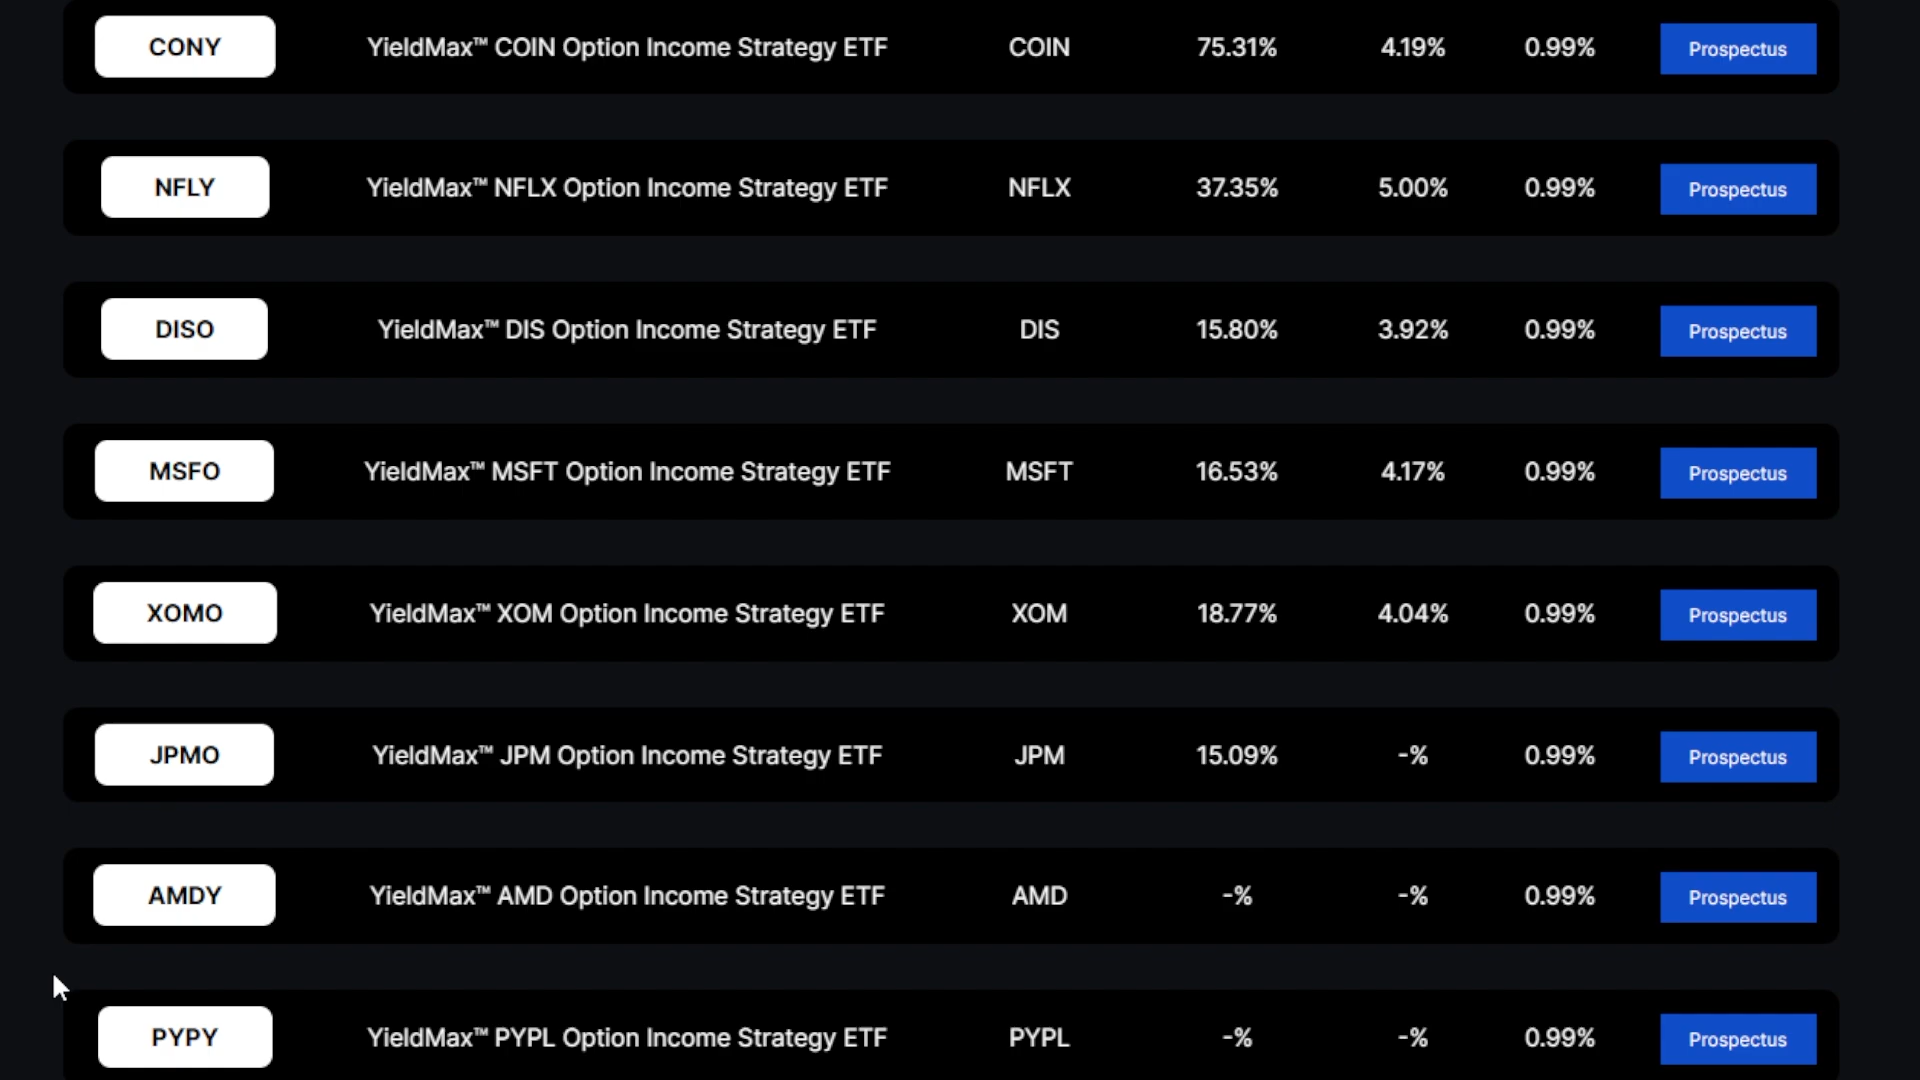 CONY YieldMax™ COIN Option Income Strategy ETF COIN 75.31% 4.19% 0.99% Prospectus
NFLY YieldMax™ NFLX Option Income Strategy ETF NFLX 37.35% 5.00% 0.99% Prospectus
DISO YieldMax™ DIS Option Income Strategy ETF DIS 15.80% 3.92% 0.99% Prospectus
MSFO YieldMax™ MSFT Option Income Strategy ETF MSFT 16.53% 4.17% 0.99% Prospectus
XOMO YieldMax™ XOM Option Income Strategy ETF XOM 18.77% 4.04% 0.99% Prospectus
JPMO YieldMax™ JPM Option Income Strategy ETF JPM 15.09% -% 0.99% Prospectus
AMDY YieldMax™ AMD Option Income Strategy ETF AMD -% -% 0.99% Prospectus
PYPY YieldMax™ PYPL Option Income Strategy ETF PYPL -% -% 0.99% Prospectus